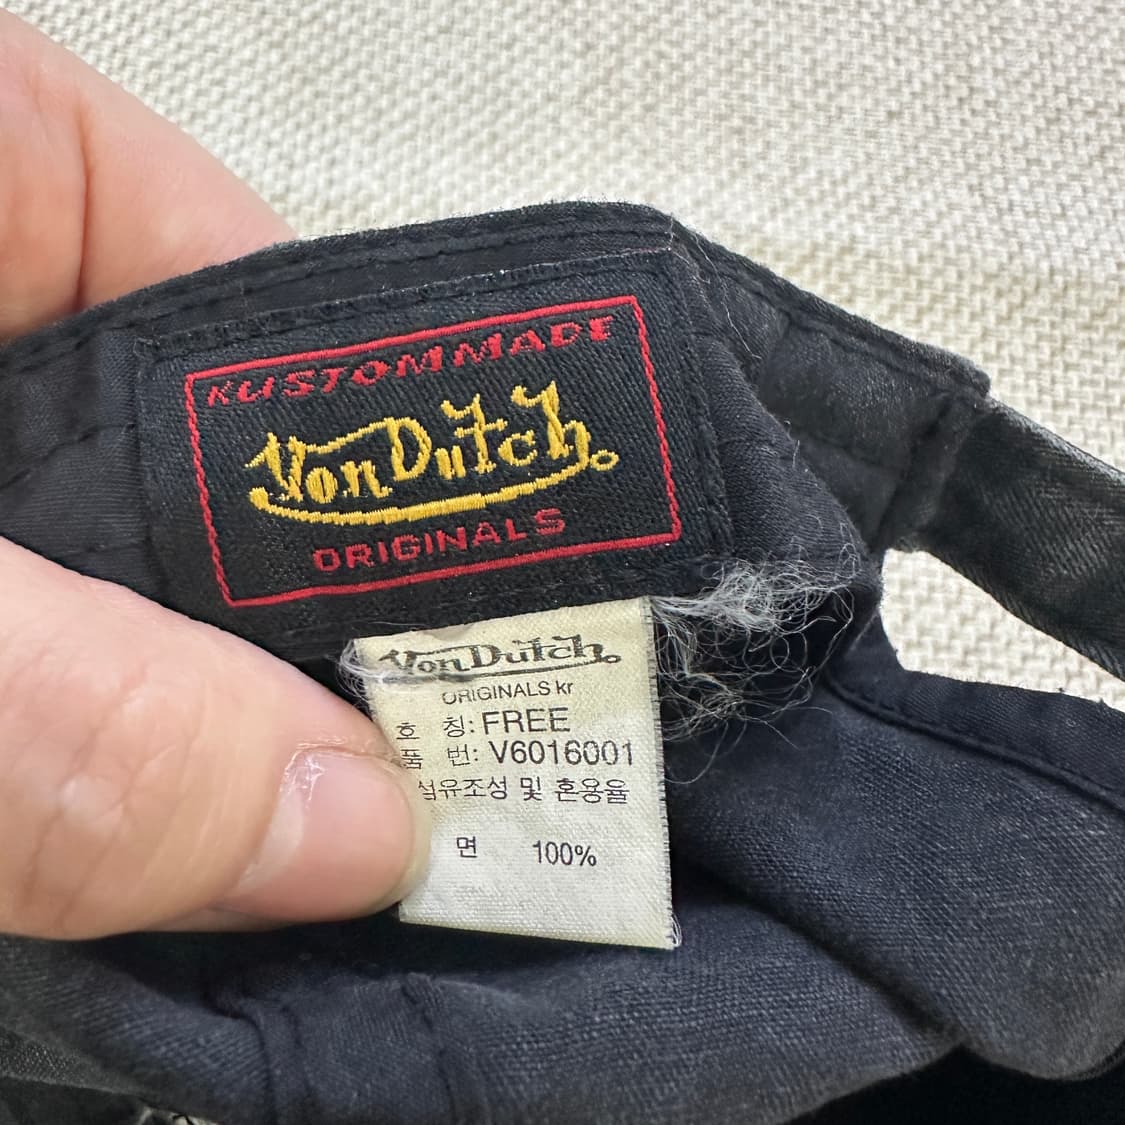 KUSTOMMADE
Von Dutch
ORIGINALS
Von Dutch
ORIGINALS kr
호 칭: FREE
품 번: V6016001
섬유조성 및 혼용율
면 100%